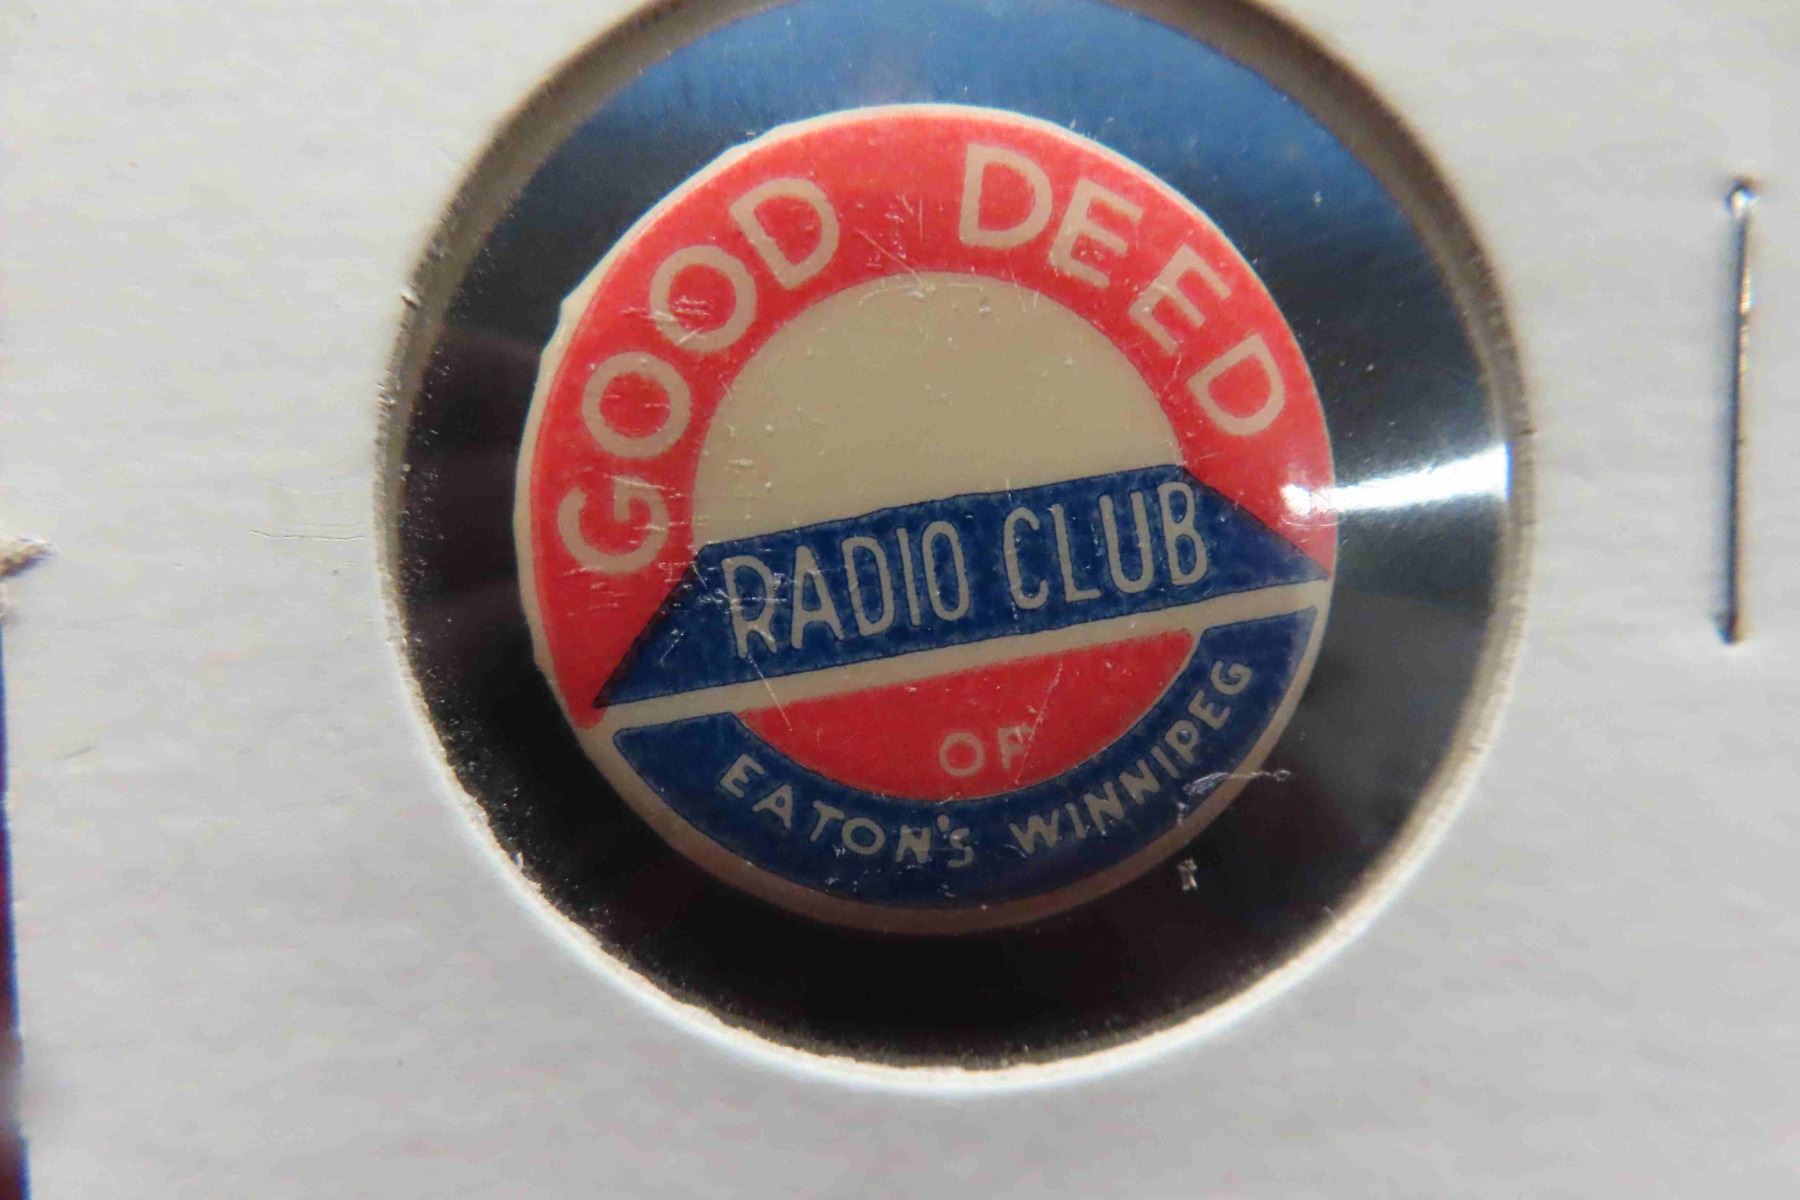 GOOD DEED
RADIO CLUB
OF
EATON'S WINNIPEG